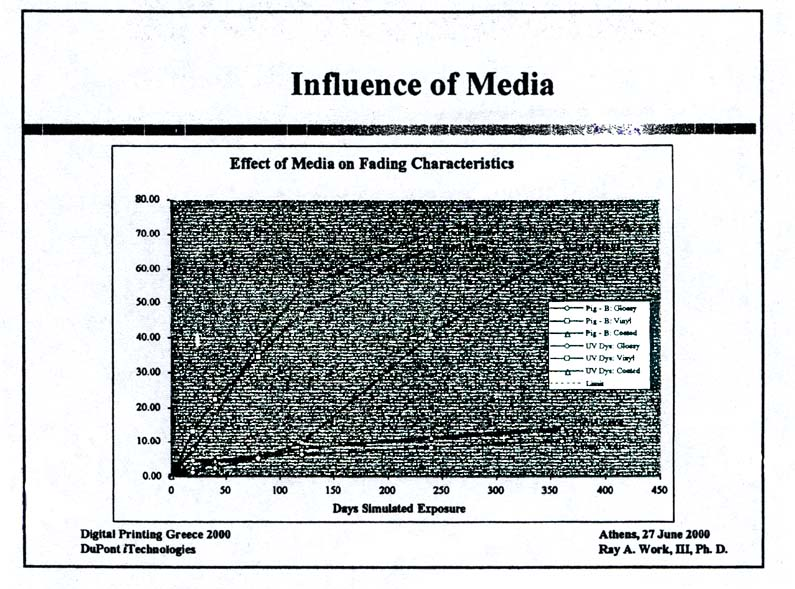 Influence of Media
Effect of Media on Fading Characteristics
80.00
70.00
60.00
50.00
40.00
30.00
20.00
10.00
0.00
0 50 100 150 200 250 300 350 400 450
Days Simulated Exposure
Pig - B: Glossy
Pig - B: Vinyl
Pig - B: Coated
UV Dye: Glossy
UV Dye: Vinyl
UV Dye: Coated
Limit
Digital Printing Greece 2000
DuPont iTechnologies
Athens, 27 June 2000
Ray A. Work, III, Ph. D.